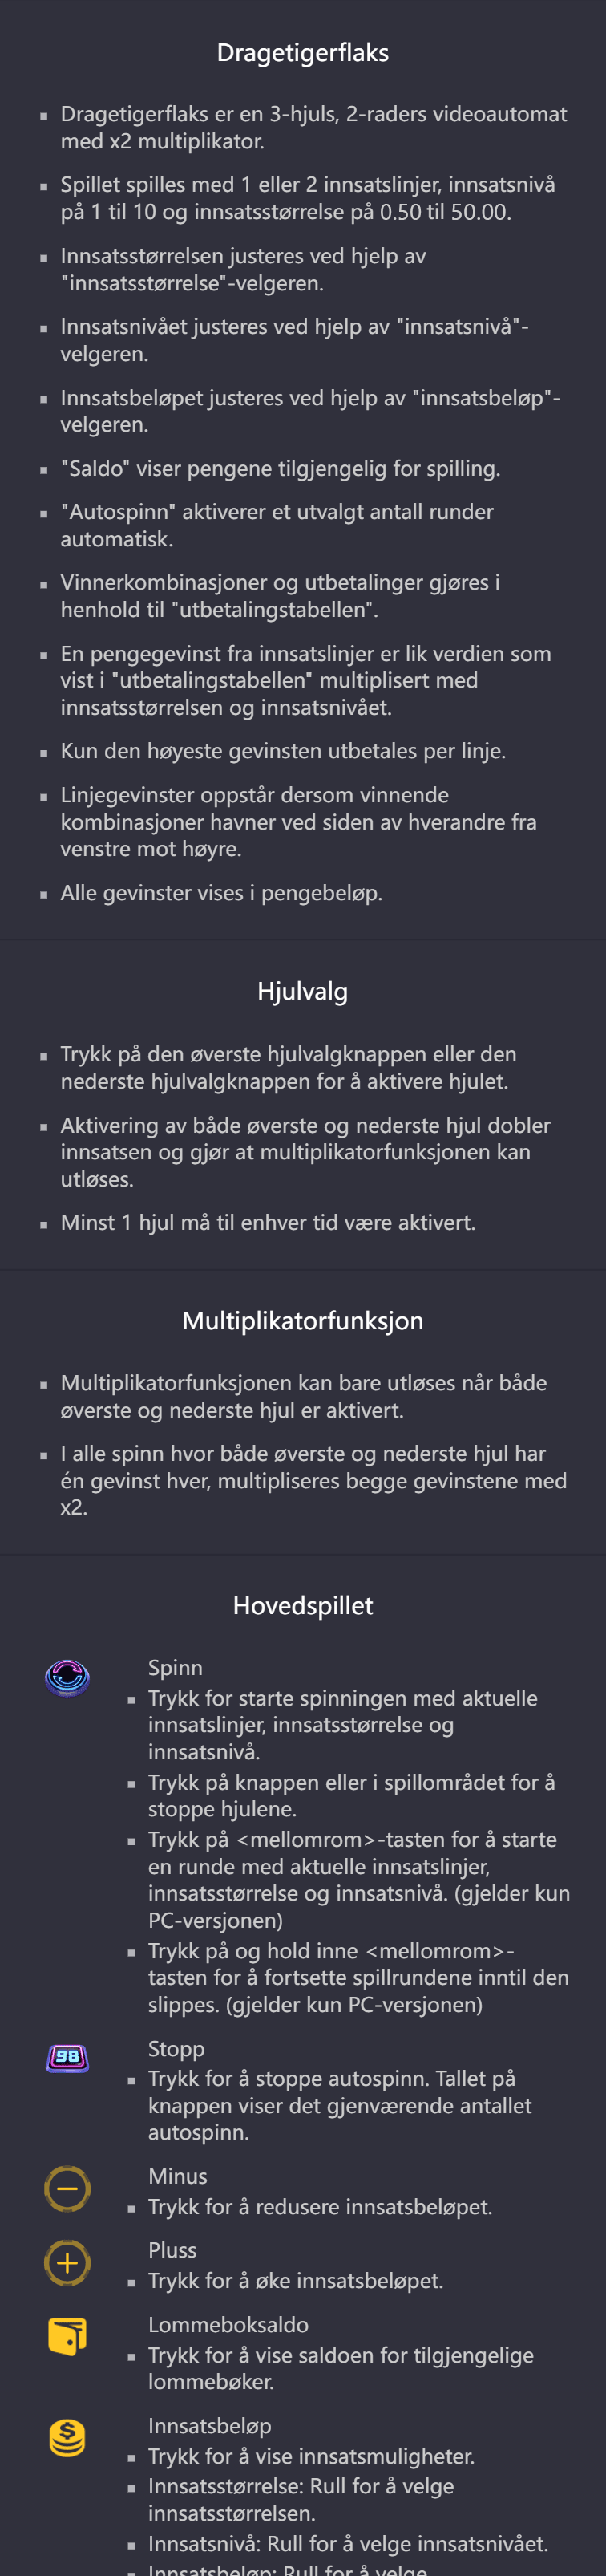 Dragetigerflaks
Dragetigerflaks er en 3-hjuls, 2-raders videoautomat
med x2 multiplikator.
Spillet spilles med 1 eller 2 innsatslinjer, innsatsnivå
på 1 til 10 og innsatsstørrelse på 0.50 til 50.00.
Innsatsstørrelsen justeres ved hjelp av
"innsatsstørrelse"-velgeren.
Innsatsnivået justeres ved hjelp av "innsatsnivå"-
velgeren.
Innsatsbeløpet justeres ved hjelp av "innsatsbeløp"-
velgeren.
"Saldo" viser pengene tilgjengelig for spilling.
"Autospinn" aktiverer et utvalgt antall runder
automatisk.
Vinnerkombinasjoner og utbetalinger gjøres i
henhold til "utbetalingstabellen".
En pengegevinst fra innsatslinjer er lik verdien som
vist i "utbetalingstabellen" multiplisert med
innsatsstørrelsen og innsatsnivået.
Kun den høyeste gevinsten utbetales per linje.
Linjegevinster oppstår dersom vinnende
kombinasjoner havner ved siden av hverandre fra
venstre mot høyre.
Alle gevinster vises i pengebeløp.
Hjulvalg
Trykk på den øverste hjulvalgknappen eller den
nederste hjulvalgknappen for å aktivere hjulet.
Aktivering av både øverste og nederste hjul dobler
innsatsen og gjør at multiplikatorfunksjonen kan
utløses.
Minst 1 hjul må til enhver tid være aktivert.
Multiplikatorfunksjon
Multiplikatorfunksjonen kan bare utløses når både
øverste og nederste hjul er aktivert.
I alle spinn hvor både øverste og nederste hjul har
én gevinst hver, multipliseres begge gevinstene med
x2.
Hovedspillet
Spinn
Trykk for starte spinningen med aktuelle
innsatslinjer, innsatsstørrelse og
innsatsnivå.
Trykk på knappen eller i spillområdet for å
stoppe hjulene.
Trykk på <mellomrom>-tasten for å starte
en runde med aktuelle innsatslinjer,
innsatsstørrelse og innsatsnivå. (gjelder kun
PC-versjonen)
Trykk på og hold inne <mellomrom>-
tasten for å fortsette spillrundene inntil den
slippes. (gjelder kun PC-versjonen)
98
Stopp
Trykk for å stoppe autospinn. Tallet på
knappen viser det gjenværende antallet
autospinn.
Minus
Trykk for å redusere innsatsbeløpet.
Pluss
Trykk for å øke innsatsbeløpet.
Lommeboksaldo
Trykk for å vise saldoen for tilgjengelige
lommebøker.
Innsatsbeløp
Trykk for å vise innsatsmuligheter.
Innsatsstørrelse: Rull for å velge
innsatsstørrelsen.
Innsatsnivå: Rull for å velge innsatsnivået.
Innsatsbeløp: Rull for å velge